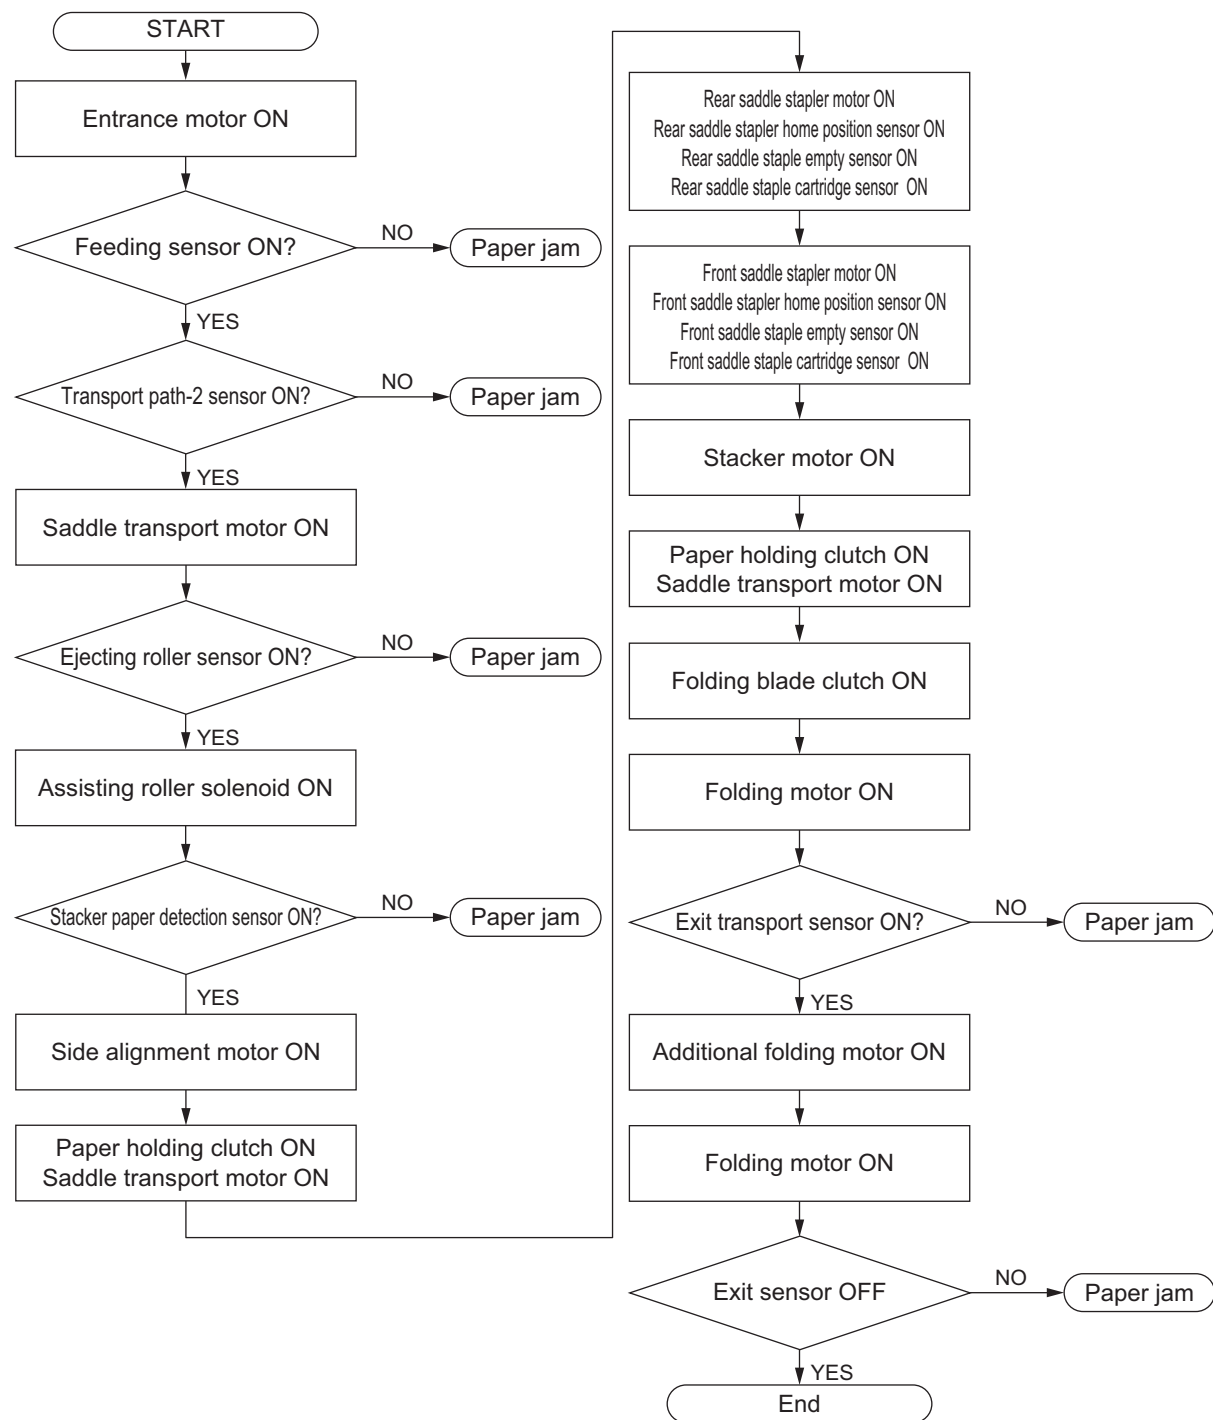 START
Entrance motor ON
Feeding sensor ON?
NO
Paper jam
YES
Transport path-2 sensor ON?
NO
Paper jam
YES
Saddle transport motor ON
Ejecting roller sensor ON?
NO
Paper jam
YES
Assisting roller solenoid ON
Stacker paper detection sensor ON?
NO
Paper jam
YES
Side alignment motor ON
Paper holding clutch ON
Saddle transport motor ON
Rear saddle stapler motor ON
Rear saddle stapler home position sensor ON
Rear saddle staple empty sensor ON
Rear saddle staple cartridge sensor ON
Front saddle stapler motor ON
Front saddle stapler home position sensor ON
Front saddle staple empty sensor ON
Front saddle staple cartridge sensor ON
Stacker motor ON
Paper holding clutch ON
Saddle transport motor ON
Folding blade clutch ON
Folding motor ON
Exit transport sensor ON?
NO
Paper jam
YES
Additional folding motor ON
Folding motor ON
Exit sensor OFF
NO
Paper jam
YES
End